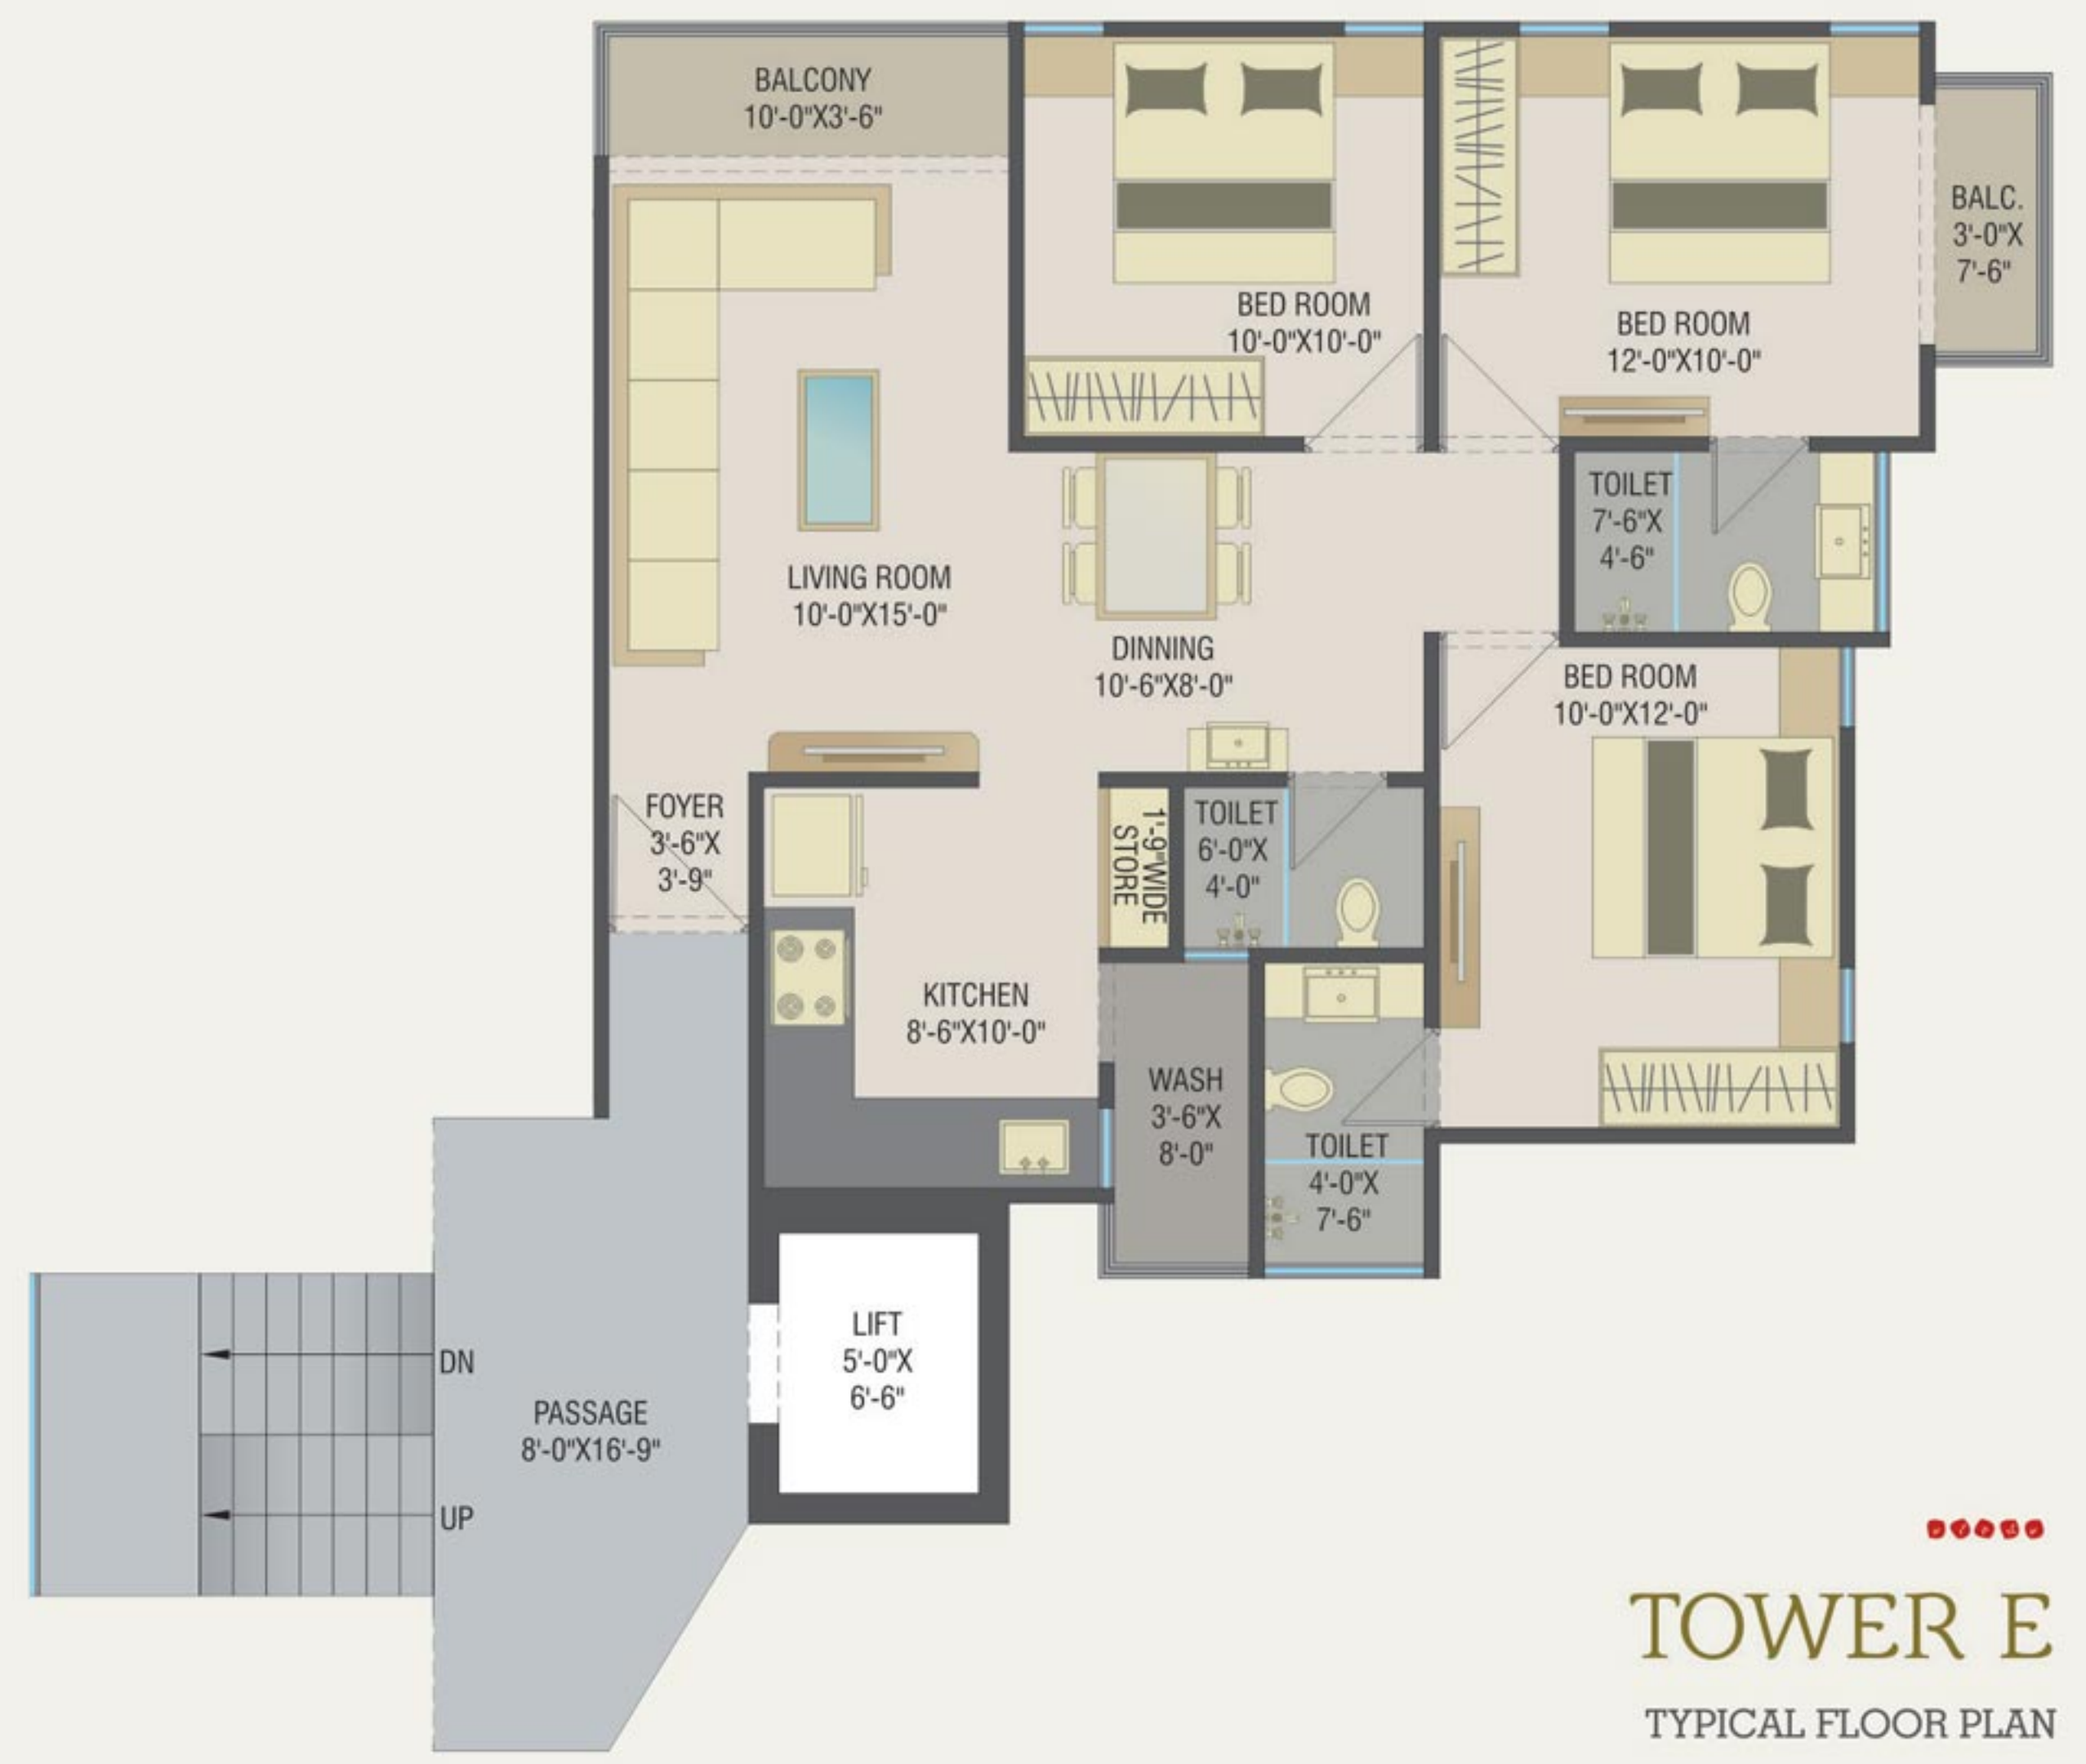 BALCONY
10'-0"X3'-6"
BED ROOM
10'-0"X10'-0"
BED ROOM
12'-0"X10'-0"
BALC.
3'-0"X
7'-6"
LIVING ROOM
10'-0"X15'-0"
DINNING
10'-6"X8'-0"
TOILET
7'-6"X
4'-6"
BED ROOM
10'-0"X12'-0"
FOYER
3'-6"X
3'-9"
1'-9"WIDE
STORE
TOILET
6'-0"X
4'-0"
KITCHEN
8'-6"X10'-0"
WASH
3'-6"X
8'-0"
TOILET
4'-0"X
7'-6"
LIFT
5'-0"X
6'-6"
DN
UP
PASSAGE
8'-0"X16'-9"
TOWER E
TYPICAL FLOOR PLAN